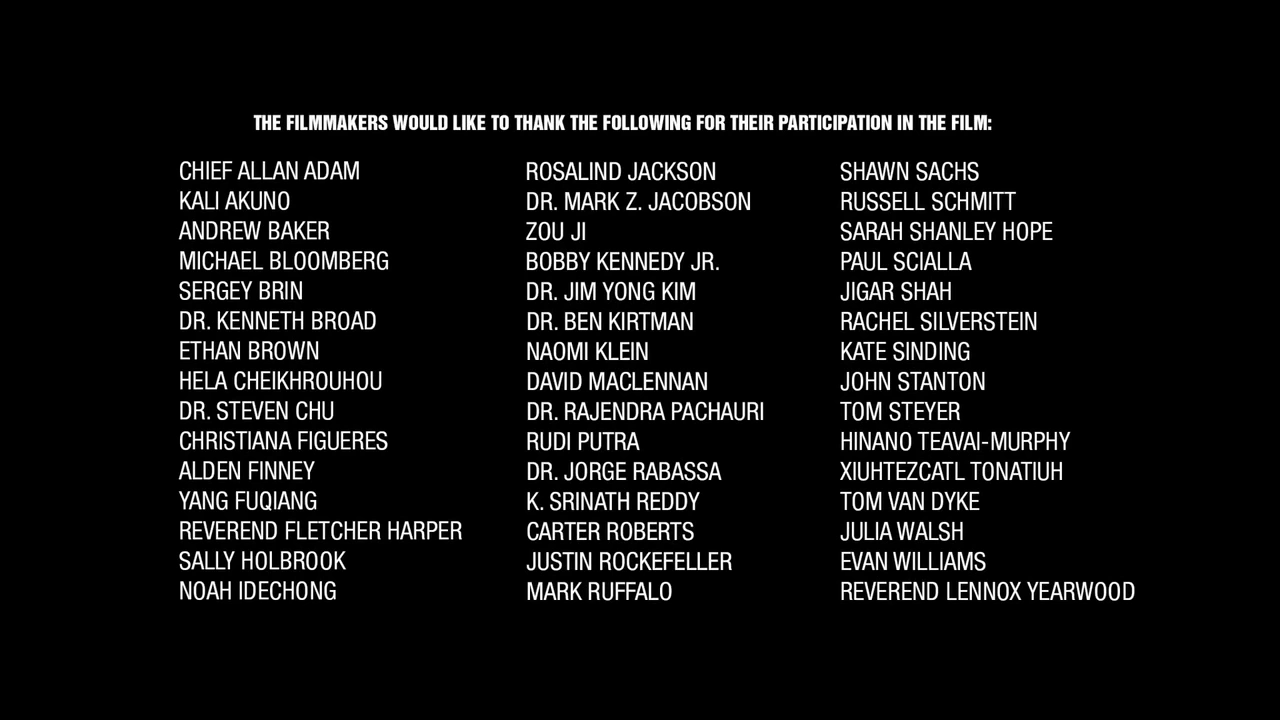 THE FILMMAKERS WOULD LIKE TO THANK THE FOLLOWING FOR THEIR PARTICIPATION IN THE FILM:
CHIEF ALLAN ADAM
KALI AKUNO
ANDREW BAKER
MICHAEL BLOOMBERG
SERGEY BRIN
DR. KENNETH BROAD
ETHAN BROWN
HELA CHEIKHROUHOU
DR. STEVEN CHU
CHRISTIANA FIGUERES
ALDEN FINNEY
YANG FUQIANG
REVEREND FLETCHER HARPER
SALLY HOLBROOK
NOAH IDECHONG
ROSALIND JACKSON
DR. MARK Z. JACOBSON
ZOU JI
BOBBY KENNEDY JR.
DR. JIM YONG KIM
DR. BEN KIRTMAN
NAOMI KLEIN
DAVID MACLENNAN
DR. RAJENDRA PACHAURI
RUDI PUTRA
DR. JORGE RABASSA
K. SRINATH REDDY
CARTER ROBERTS
JUSTIN ROCKEFELLER
MARK RUFFALO
SHAWN SACHS
RUSSELL SCHMITT
SARAH SHANLEY HOPE
PAUL SCIALLA
JIGAR SHAH
RACHEL SILVERSTEIN
KATE SINDING
JOHN STANTON
TOM STEYER
HINANO TEAVAI-MURPHY
XIUHTEZCATL TONATIUH
TOM VAN DYKE
JULIA WALSH
EVAN WILLIAMS
REVEREND LENNOX YEARWOOD